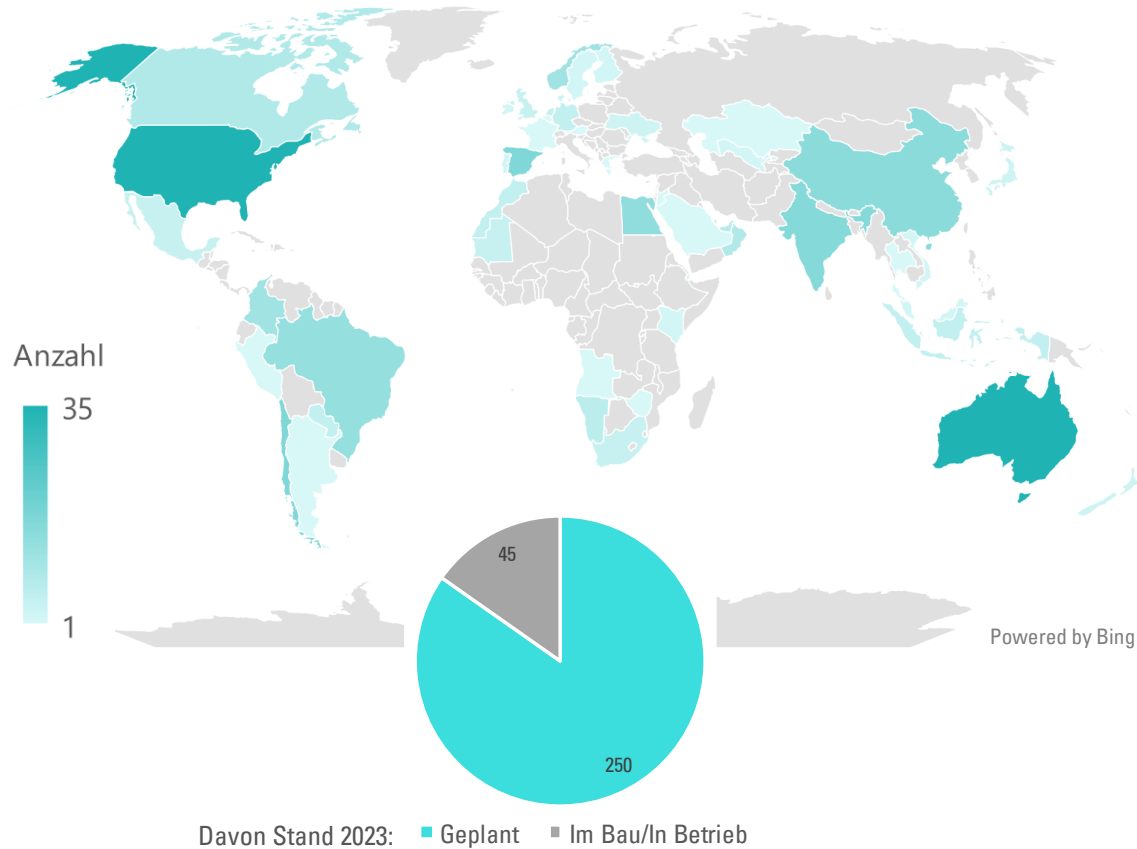 Anzahl
35
1
Powered by Bing
45
250
Davon Stand 2023: Geplant Im Bau/In Betrieb